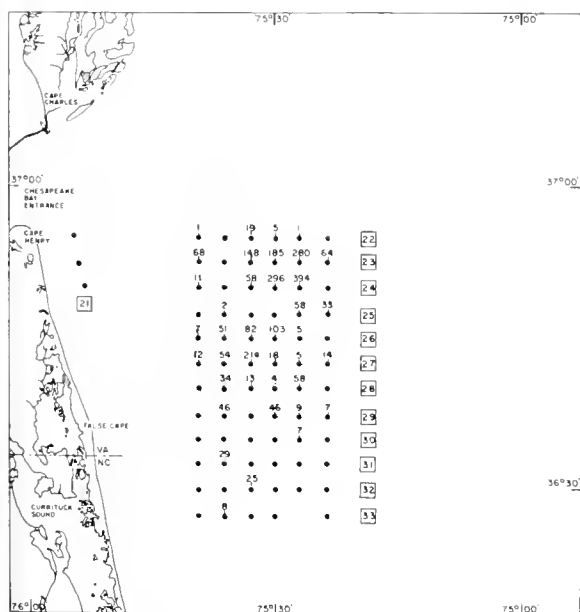 75°30' 75°00'
CAPE
CHARLES
37°00' 37°00'
CHESAPEAKE
BAY
ENTRANCE
CAPE
HENRY
1 19 5 1
22
68 148 185 280 64
23
11 58 296 394
24
21
2 58 33
25
7 51 82 103 5
26
12 54 214 18 5 14
27
34 13 4 58
28
46 46 9 7
29
FALSE CAPE
7
30
VA
29
31
NC
25
32
36°30'
CURRITUCK
SOUND
8
33
76°00' 75°30' 75°00'